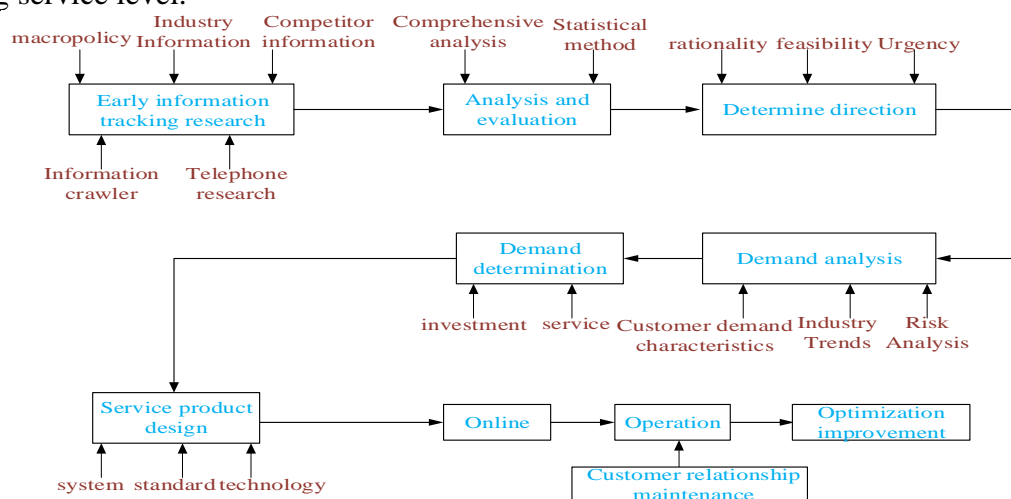 g service level.
macropolicy
Industry
Information
Competitor
information
Comprehensive
analysis
Statistical
method
rationality feasibility Urgency
Early information
tracking research
Analysis and
evaluation
Determine direction
Information
crawler
Telephone
research
Demand
determination
Demand analysis
investment
service
Customer demand
characteristics
Industry
Trends
Risk
Analysis
Service product
design
Online
Operation
Optimization
improvement
system standard technology
Customer relationship
maintenance